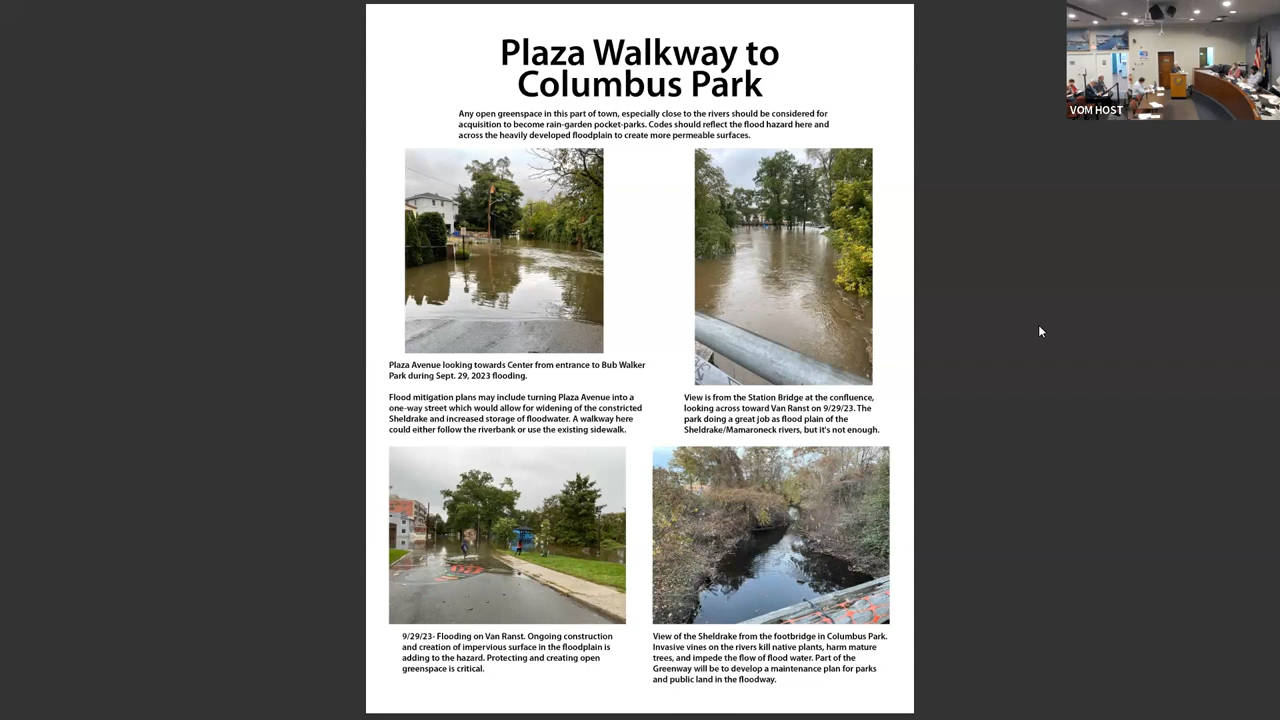 Plaza Walkway to
Columbus Park
Any open greenspace in this part of town, especially close to the rivers should be considered for
acquisition to become rain-garden pocket-parks. Codes should reflect the flood hazard here and
across the heavily developed floodplain to create more permeable surfaces.
VOM HOST
Plaza Avenue looking towards Center from entrance to Bub Walker
Park during Sept. 29, 2023 flooding.
Flood mitigation plans may include turning Plaza Avenue into a
one-way street which would allow for widening of the constricted
Sheldrake and increased storage of floodwater. A walkway here
could either follow the riverbank or use the existing sidewalk.
View is from the Station Bridge at the confluence,
looking across toward Van Ranst on 9/29/23. The
park doing a great job as flood plain of the
Sheldrake/Mamaroneck rivers, but it's not enough.
9/29/23- Flooding on Van Ranst. Ongoing construction
and creation of impervious surface in the floodplain is
adding to the hazard. Protecting and creating open
greenspace is critical.
View of the Sheldrake from the footbridge in Columbus Park.
Invasive vines on the rivers kill native plants, harm mature
trees, and impede the flow of flood water. Part of the
Greenway will be to develop a maintenance plan for parks
and public land in the floodway.